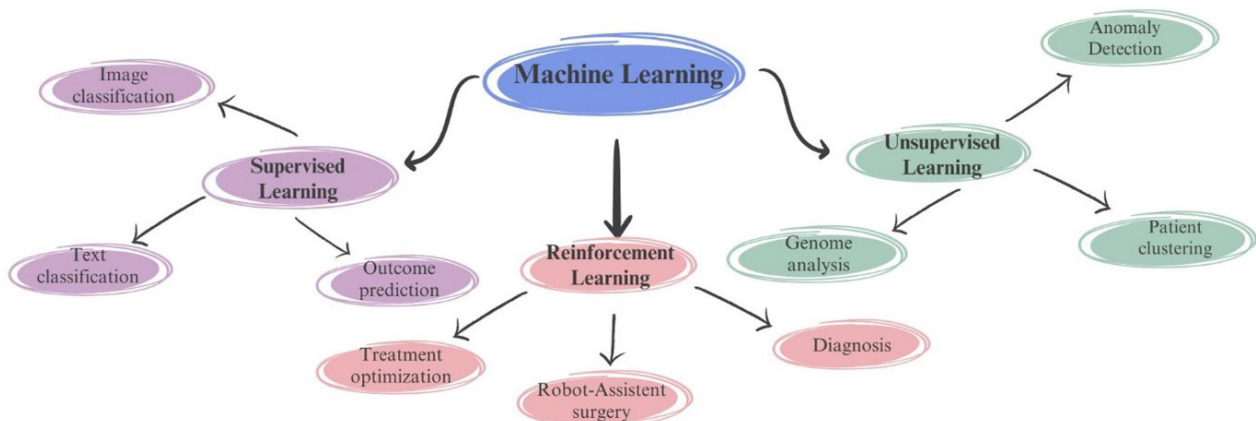 Machine Learning
Supervised
Learning
Image
classification
Text
classification
Outcome
prediction
Reinforcement
Learning
Treatment
optimization
Robot-Assistent
surgery
Diagnosis
Unsupervised
Learning
Anomaly
Detection
Genome
analysis
Patient
clustering